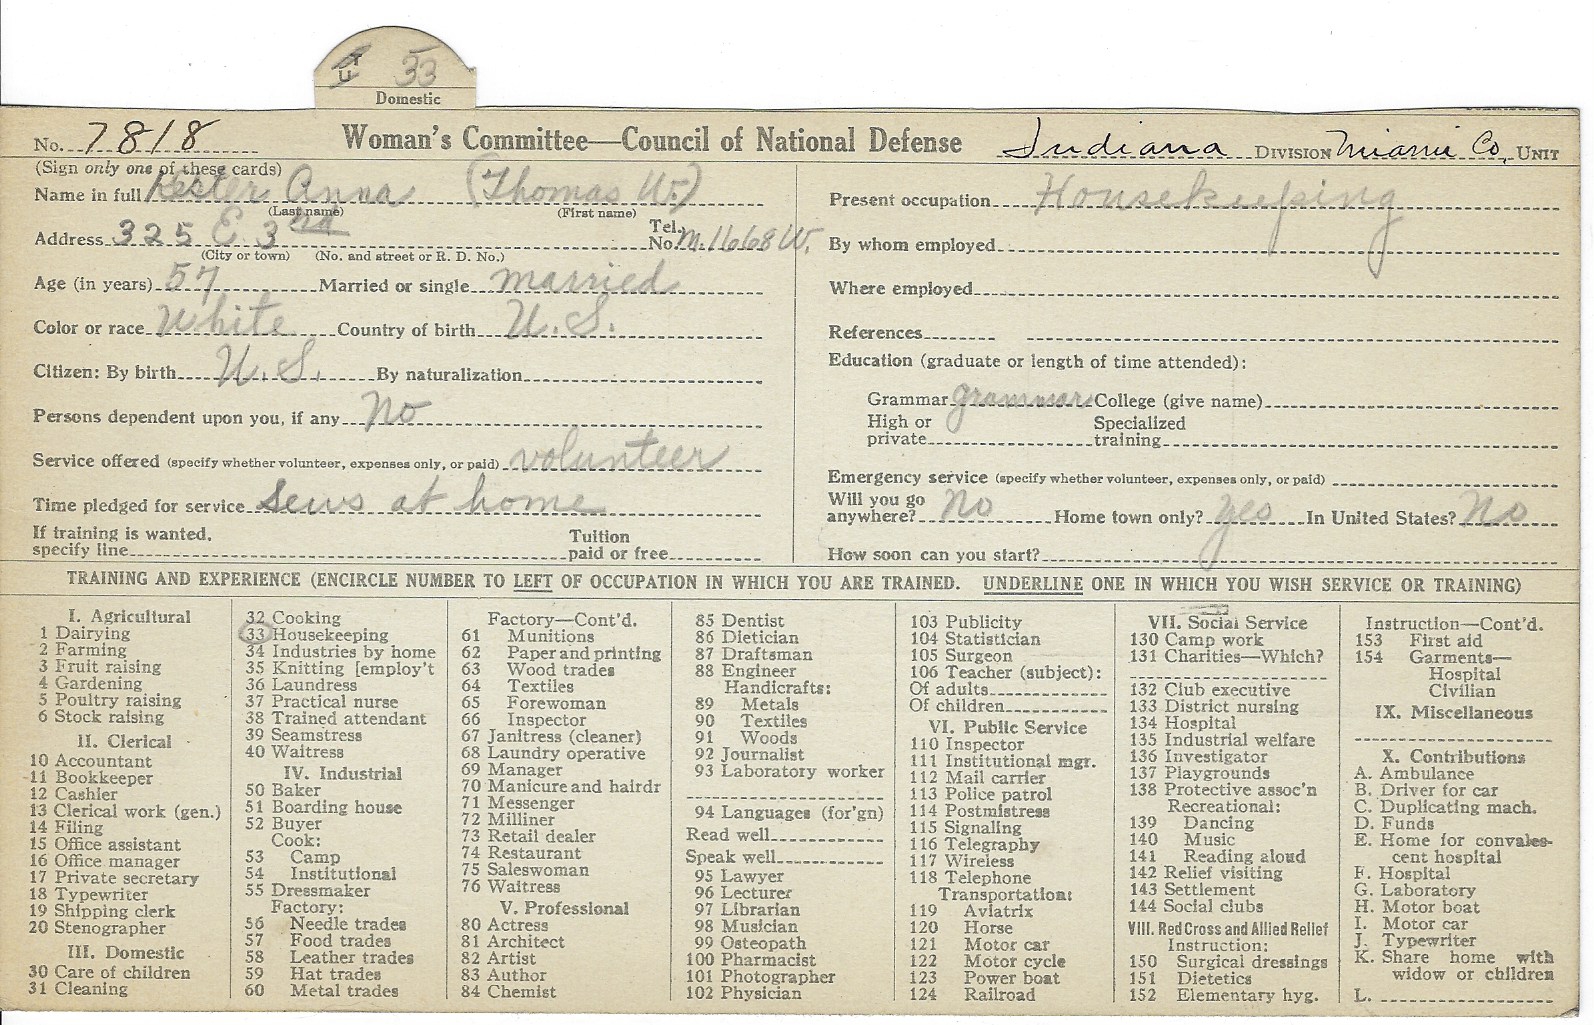 33
Domestic
No. 7818 Woman's Committee—Council of National Defense Indiana DIVISION Miami Co, UNIT
(Sign only one of these cards)
Name in full Kester Anna (Thomas W.)
(Last name) (First name)
Address 325 E 3rd Tel. No. M.1668W.
(City or town) (No. and street or R. D. No.)
Age (in years) 57 Married or single married
Color or race White Country of birth U.S.
Citizen: By birth U.S. By naturalization
Persons dependent upon you, if any No
Service offered (specify whether volunteer, expenses only, or paid) volunteer
Time pledged for service Sews at home
If training is wanted, specify line Tuition paid or free
Present occupation Housekeeping
By whom employed
Where employed
References
Education (graduate or length of time attended):
Grammar grammar College (give name)
High or private Specialized training
Emergency service (specify whether volunteer, expenses only, or paid)
Will you go anywhere? No Home town only? yes In United States? No
How soon can you start?
TRAINING AND EXPERIENCE (ENCIRCLE NUMBER TO LEFT OF OCCUPATION IN WHICH YOU ARE TRAINED. UNDERLINE ONE IN WHICH YOU WISH SERVICE OR TRAINING)
I. Agricultural
1 Dairying
2 Farming
3 Fruit raising
4 Gardening
5 Poultry raising
6 Stock raising
II. Clerical
10 Accountant
11 Bookkeeper
12 Cashier
13 Clerical work (gen.)
14 Filing
15 Office assistant
16 Office manager
17 Private secretary
18 Typewriter
19 Shipping clerk
20 Stenographer
III. Domestic
30 Care of children
31 Cleaning
32 Cooking
33 Housekeeping
34 Industries by home
35 Knitting [employ't
36 Laundress
37 Practical nurse
38 Trained attendant
39 Seamstress
40 Waitress
IV. Industrial
50 Baker
51 Boarding house
52 Buyer
Cook:
53 Camp
54 Institutional
55 Dressmaker
Factory:
56 Needle trades
57 Food trades
58 Leather trades
59 Hat trades
60 Metal trades
Factory—Cont'd.
61 Munitions
62 Paper and printing
63 Wood trades
64 Textiles
65 Forewoman
66 Inspector
67 Janitress (cleaner)
68 Laundry operative
69 Manager
70 Manicure and hairdr
71 Messenger
72 Milliner
73 Retail dealer
74 Restaurant
75 Saleswoman
76 Waitress
V. Professional
80 Actress
81 Architect
82 Artist
83 Author
84 Chemist
85 Dentist
86 Dietician
87 Draftsman
88 Engineer
Handicrafts:
89 Metals
90 Textiles
91 Woods
92 Journalist
93 Laboratory worker
94 Languages (for'gn)
Read well
Speak well
95 Lawyer
96 Lecturer
97 Librarian
98 Musician
99 Osteopath
100 Pharmacist
101 Photographer
102 Physician
103 Publicity
104 Statistician
105 Surgeon
106 Teacher (subject):
Of adults
Of children
VI. Public Service
110 Inspector
111 Institutional mgr.
112 Mail carrier
113 Police patrol
114 Postmistress
115 Signaling
116 Telegraphy
117 Wireless
118 Telephone
Transportation:
119 Aviatrix
120 Horse
121 Motor car
122 Motor cycle
123 Power boat
124 Railroad
VII. Social Service
130 Camp work
131 Charities—Which?
132 Club executive
133 District nursing
134 Hospital
135 Industrial welfare
136 Investigator
137 Playgrounds
138 Protective assoc'n
Recreational:
139 Dancing
140 Music
141 Reading aloud
142 Relief visiting
143 Settlement
144 Social clubs
VIII. Red Cross and Allied Relief
Instruction:
150 Surgical dressings
151 Dietetics
152 Elementary hyg.
Instruction—Cont'd.
153 First aid
154 Garments—
Hospital
Civilian
IX. Miscellaneous
X. Contributions
A. Ambulance
B. Driver for car
C. Duplicating mach.
D. Funds
E. Home for convales-
cent hospital
F. Hospital
G. Laboratory
H. Motor boat
I. Motor car
J. Typewriter
K. Share home with
widow or children
L.